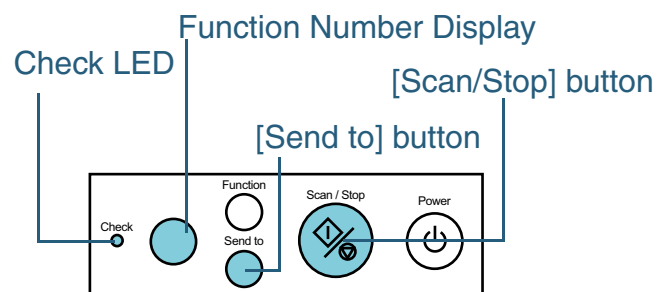 Function Number Display
Check LED
[Scan/Stop] button
[Send to] button
Function
Scan / Stop
Power
Check
Send to